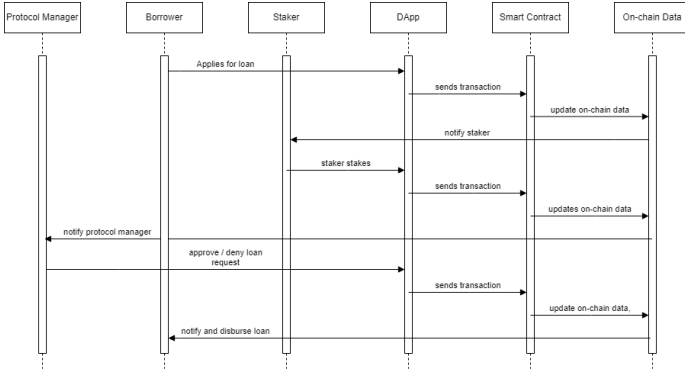 Protocol Manager
Borrower
Staker
DApp
Smart Contract
On-chain Data
Applies for loan
sends transaction
update on-chain data
notify staker
staker stakes
sends transaction
updates on-chain data
notify protocol manager
approve / deny loan
request
sends transaction
update on-chain data,
notify and disburse loan